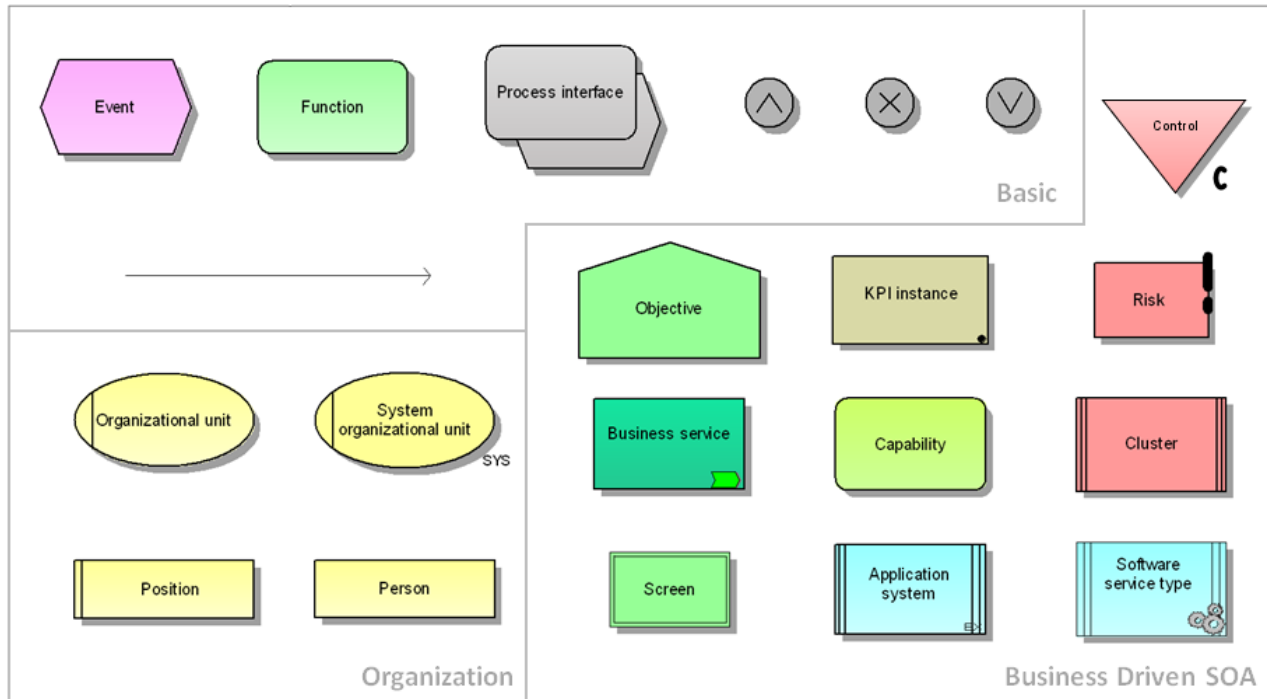 Event
Function
Process interface
Basic
Control
C
Objective
KPI instance
Risk
Organizational unit
System
organizational unit
SYS
Business service
Capability
Cluster
Position
Person
Screen
Application
system
EX
Software
service type
Organization
Business Driven SOA